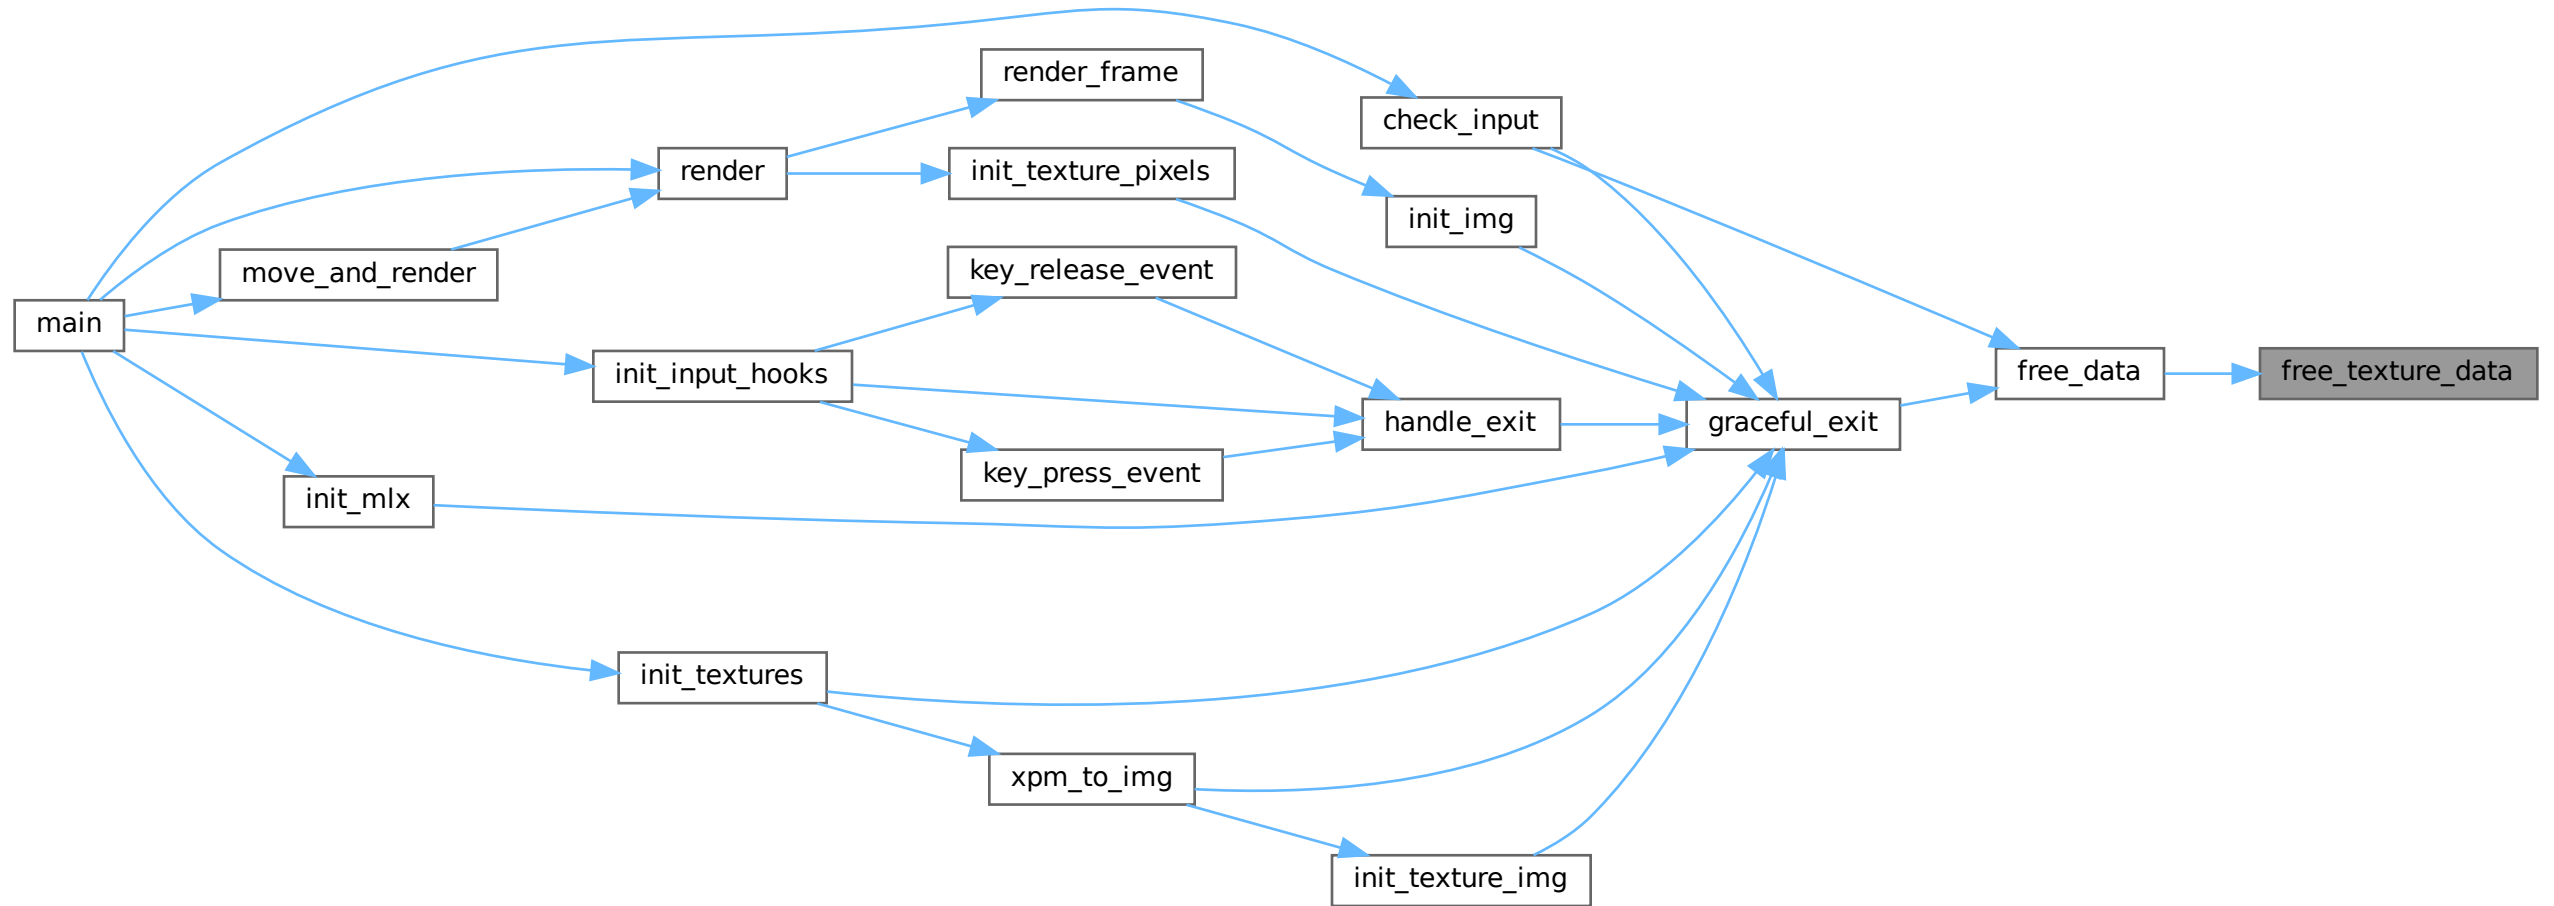 render_frame
check_input
render
init_texture_pixels
init_img
move_and_render
key_release_event
main
init_input_hooks
free_data
free_texture_data
handle_exit
graceful_exit
key_press_event
init_mlx
init_textures
xpm_to_img
init_texture_img